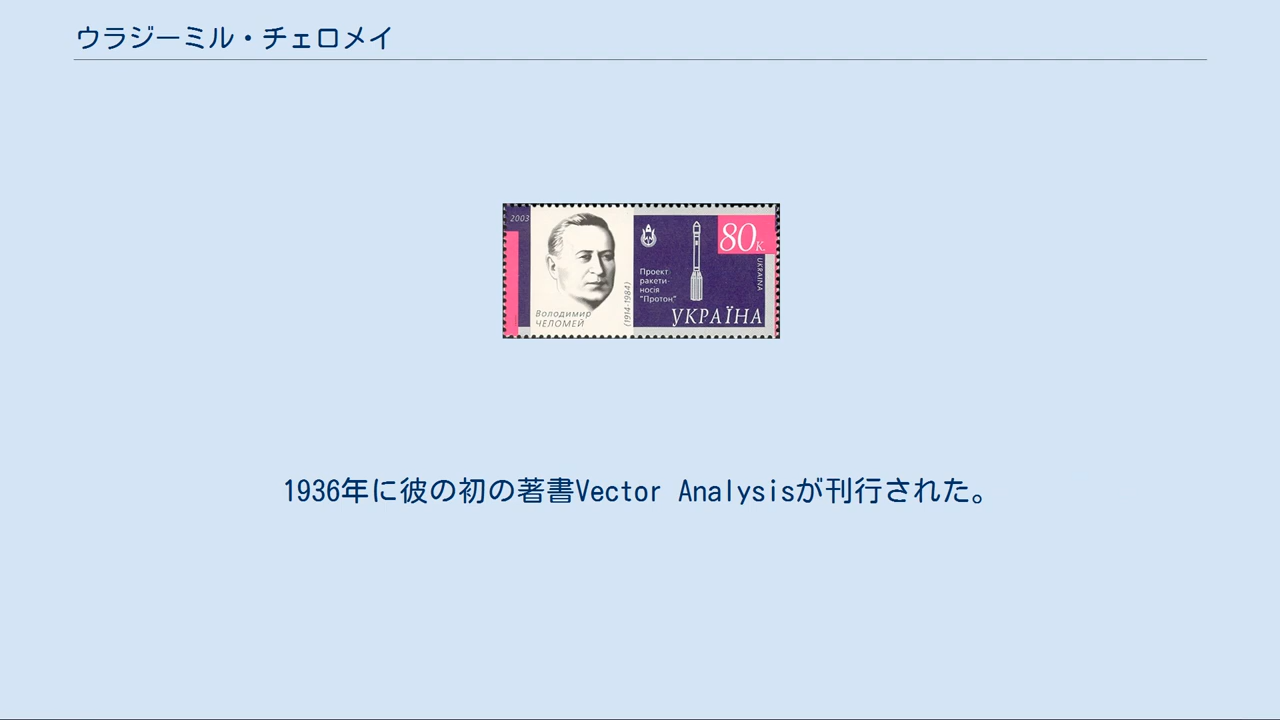 ウラジーミル・チェロメイ
2003
Володимир
ЧЕЛОМЕЙ
(1914-1984)
Проект
ракети-
носія
"Протон"
80к.
UKRAINA
УКРАЇНА
1936年に彼の初の著書Vector Analysisが刊行された。